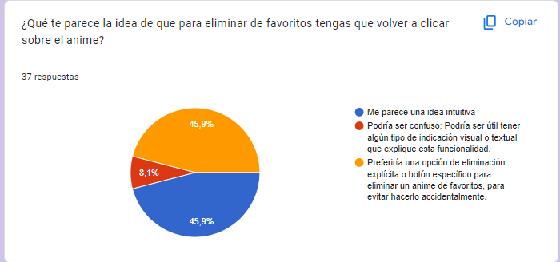 ¿Qué te parece la idea de que para eliminar de favoritos tengas que volver a clicar
sobre el anime?
Copiar
37 respuestas
45,9%
8,1%
45,9%
Me parece una idea intuitiva
Podría ser confuso: Podría ser útil tener
algún tipo de indicación visual o textual
que explique esta funcionalidad.
Preferiría una opción de eliminación
explícita o botón específico para
eliminar un anime de favoritos, para
evitar hacerlo accidentalmente.